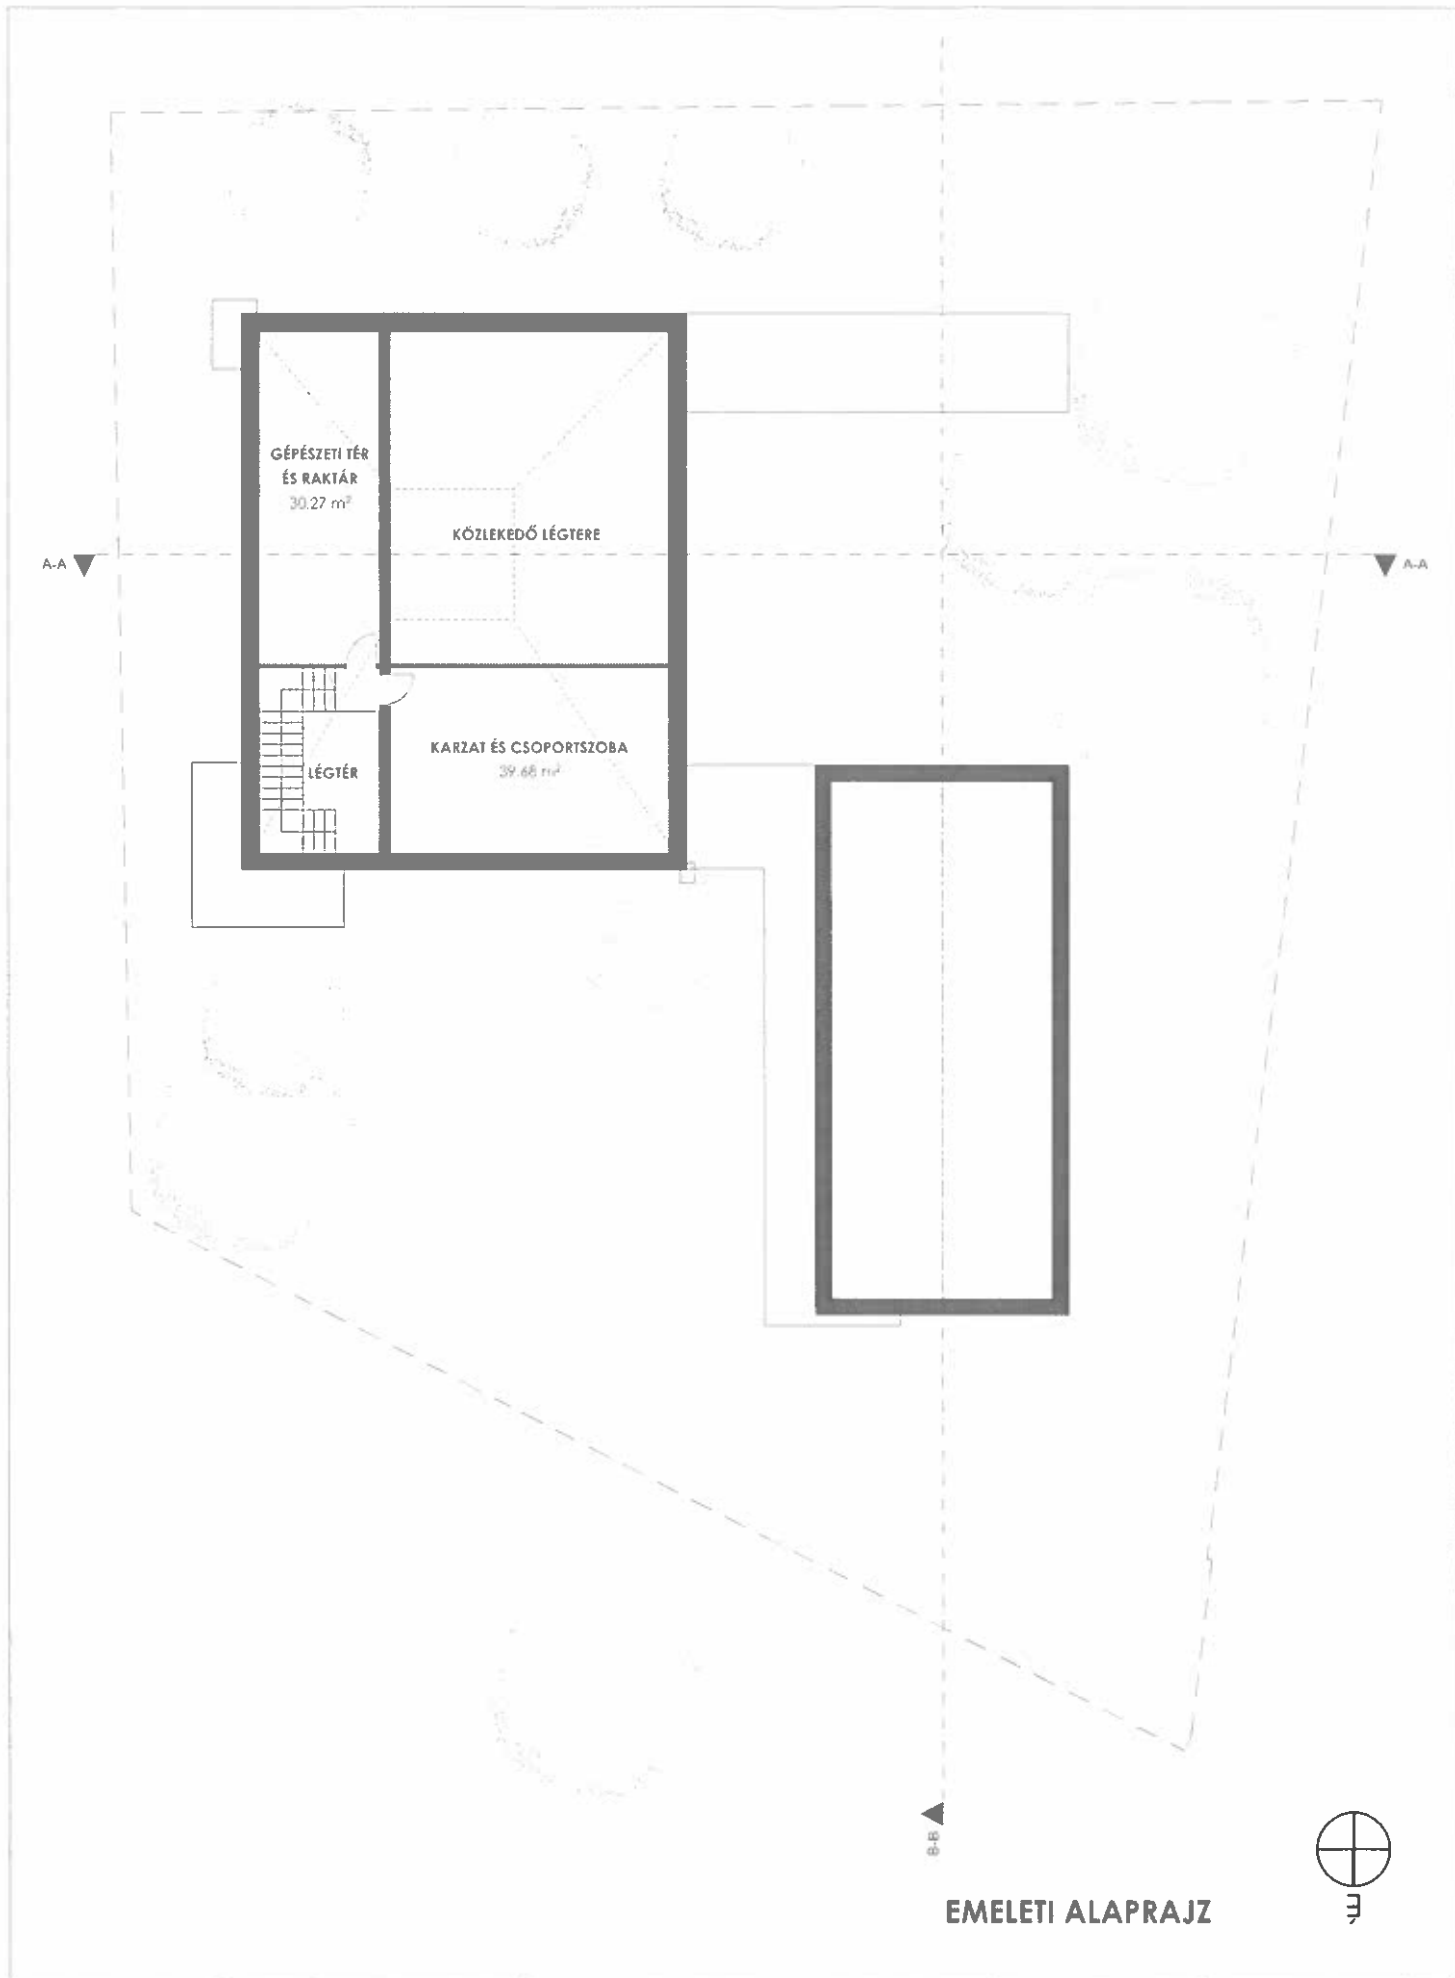 GÉPÉSZETI TÉR
ÉS RAKTÁR
30.27 m²
KÖZLEKEDŐ LÉGTERE
A-A
A-A
KARZAT ÉS CSOPORTSZOBA
39.68 m²
LÉGTÉR
B-B
EMELETI ALAPRAJZ
É